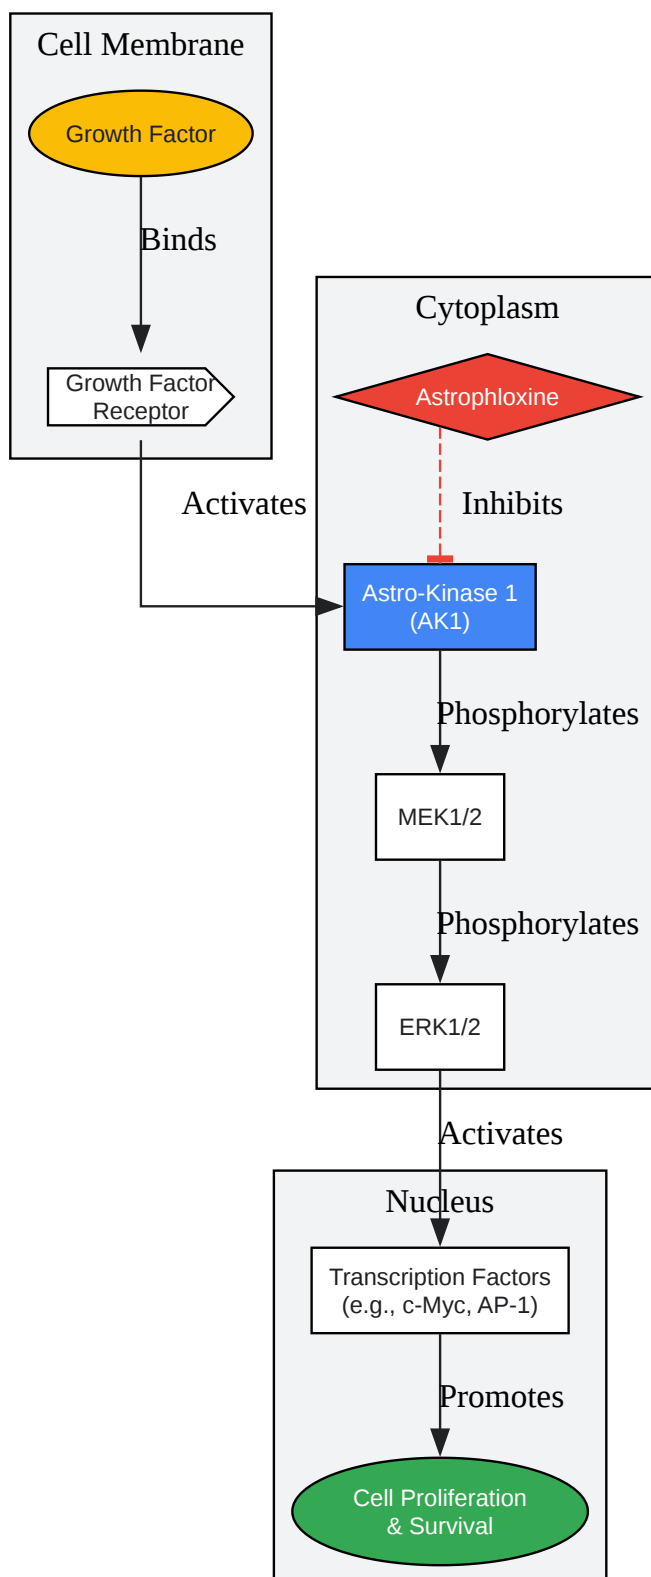 Cell Membrane
Growth Factor
Binds
Growth Factor
Receptor
Activates
Cytoplasm
Astrophloxine
Inhibits
Astro-Kinase 1
(AK1)
Phosphorylates
MEK1/2
Phosphorylates
ERK1/2
Activates
Nucleus
Transcription Factors
(e.g., c-Myc, AP-1)
Promotes
Cell Proliferation
& Survival